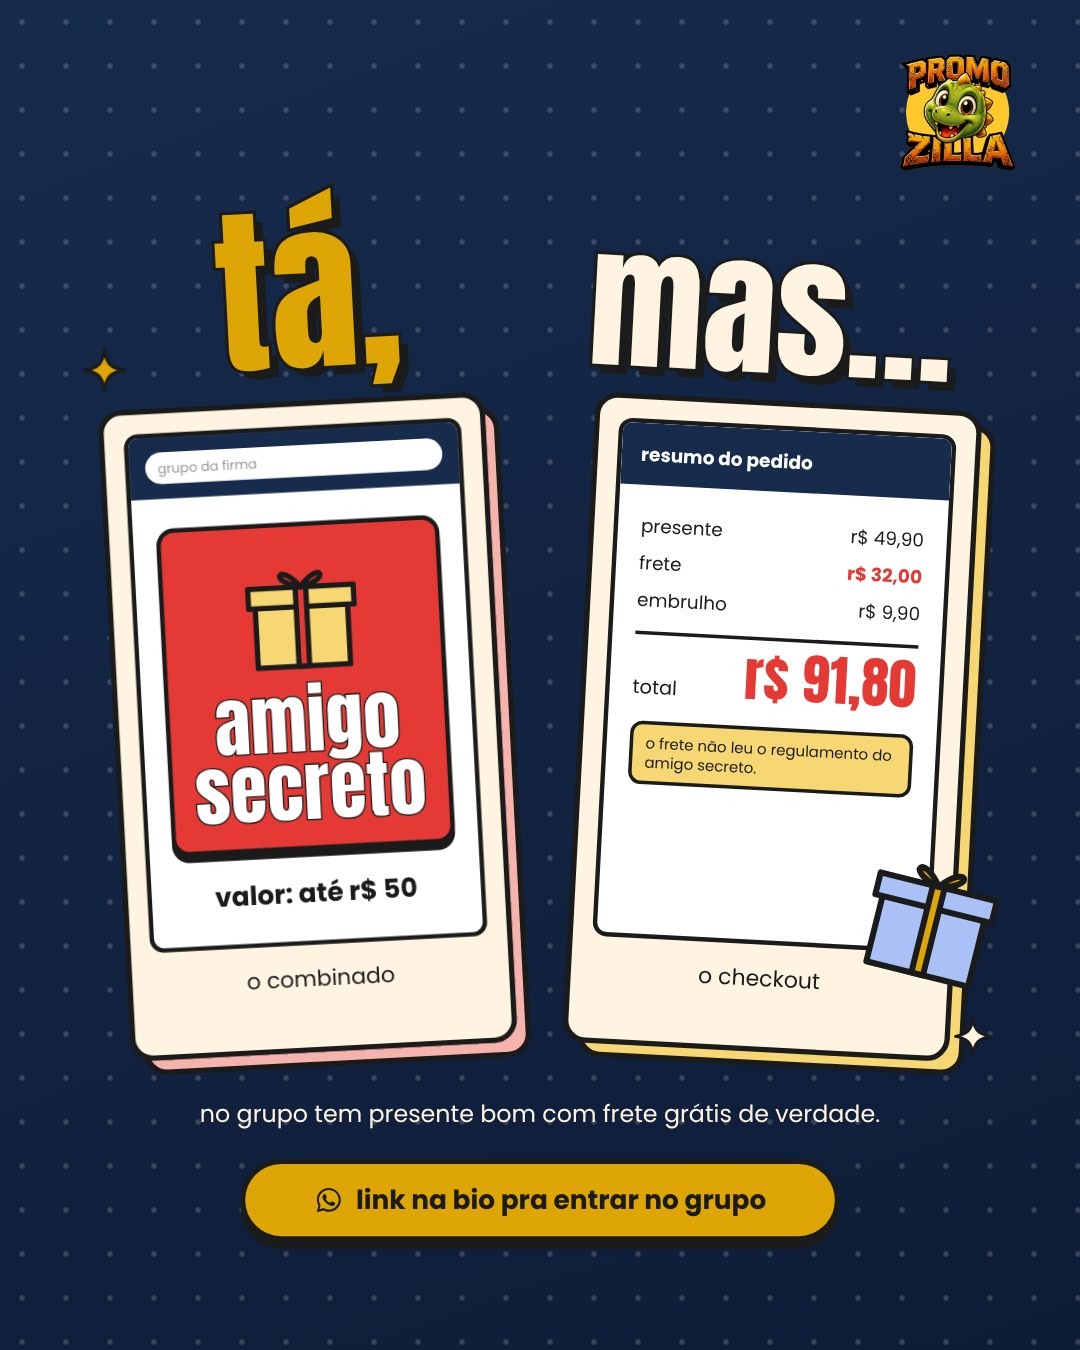 PROMO
ZILLA
tá,
mas...
grupo da firma
amigo
secreto
valor: até r$ 50
o combinado
resumo do pedido
presente r$ 49,90
frete r$ 32,00
embrulho r$ 9,90
total r$ 91,80
o frete não leu o regulamento do
amigo secreto.
o checkout
no grupo tem presente bom com frete grátis de verdade.
link na bio pra entrar no grupo